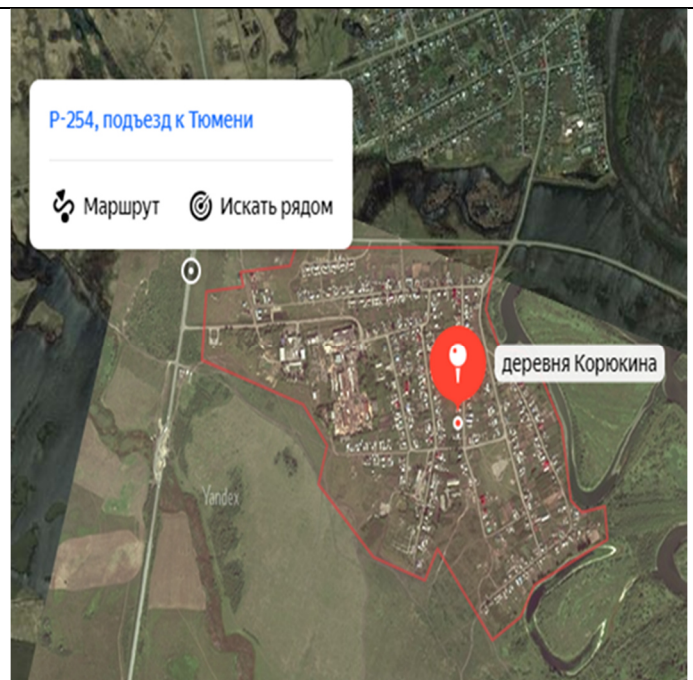 Р-254, подъезд к Тюмени
Маршрут
Искать рядом
деревня Корюкина
Yandex